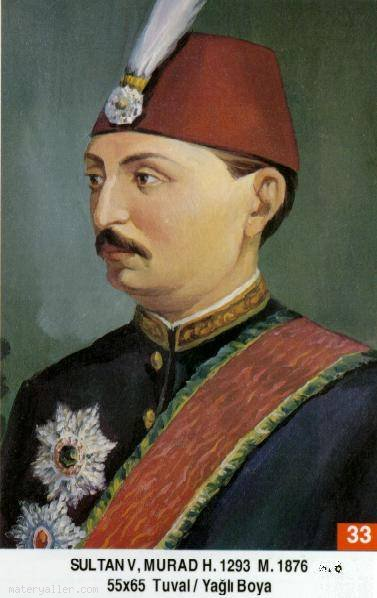 33
SULTAN V, MURAD H. 1293 M. 1876
55x65 Tuval / Yağlı Boya
materyaller.com